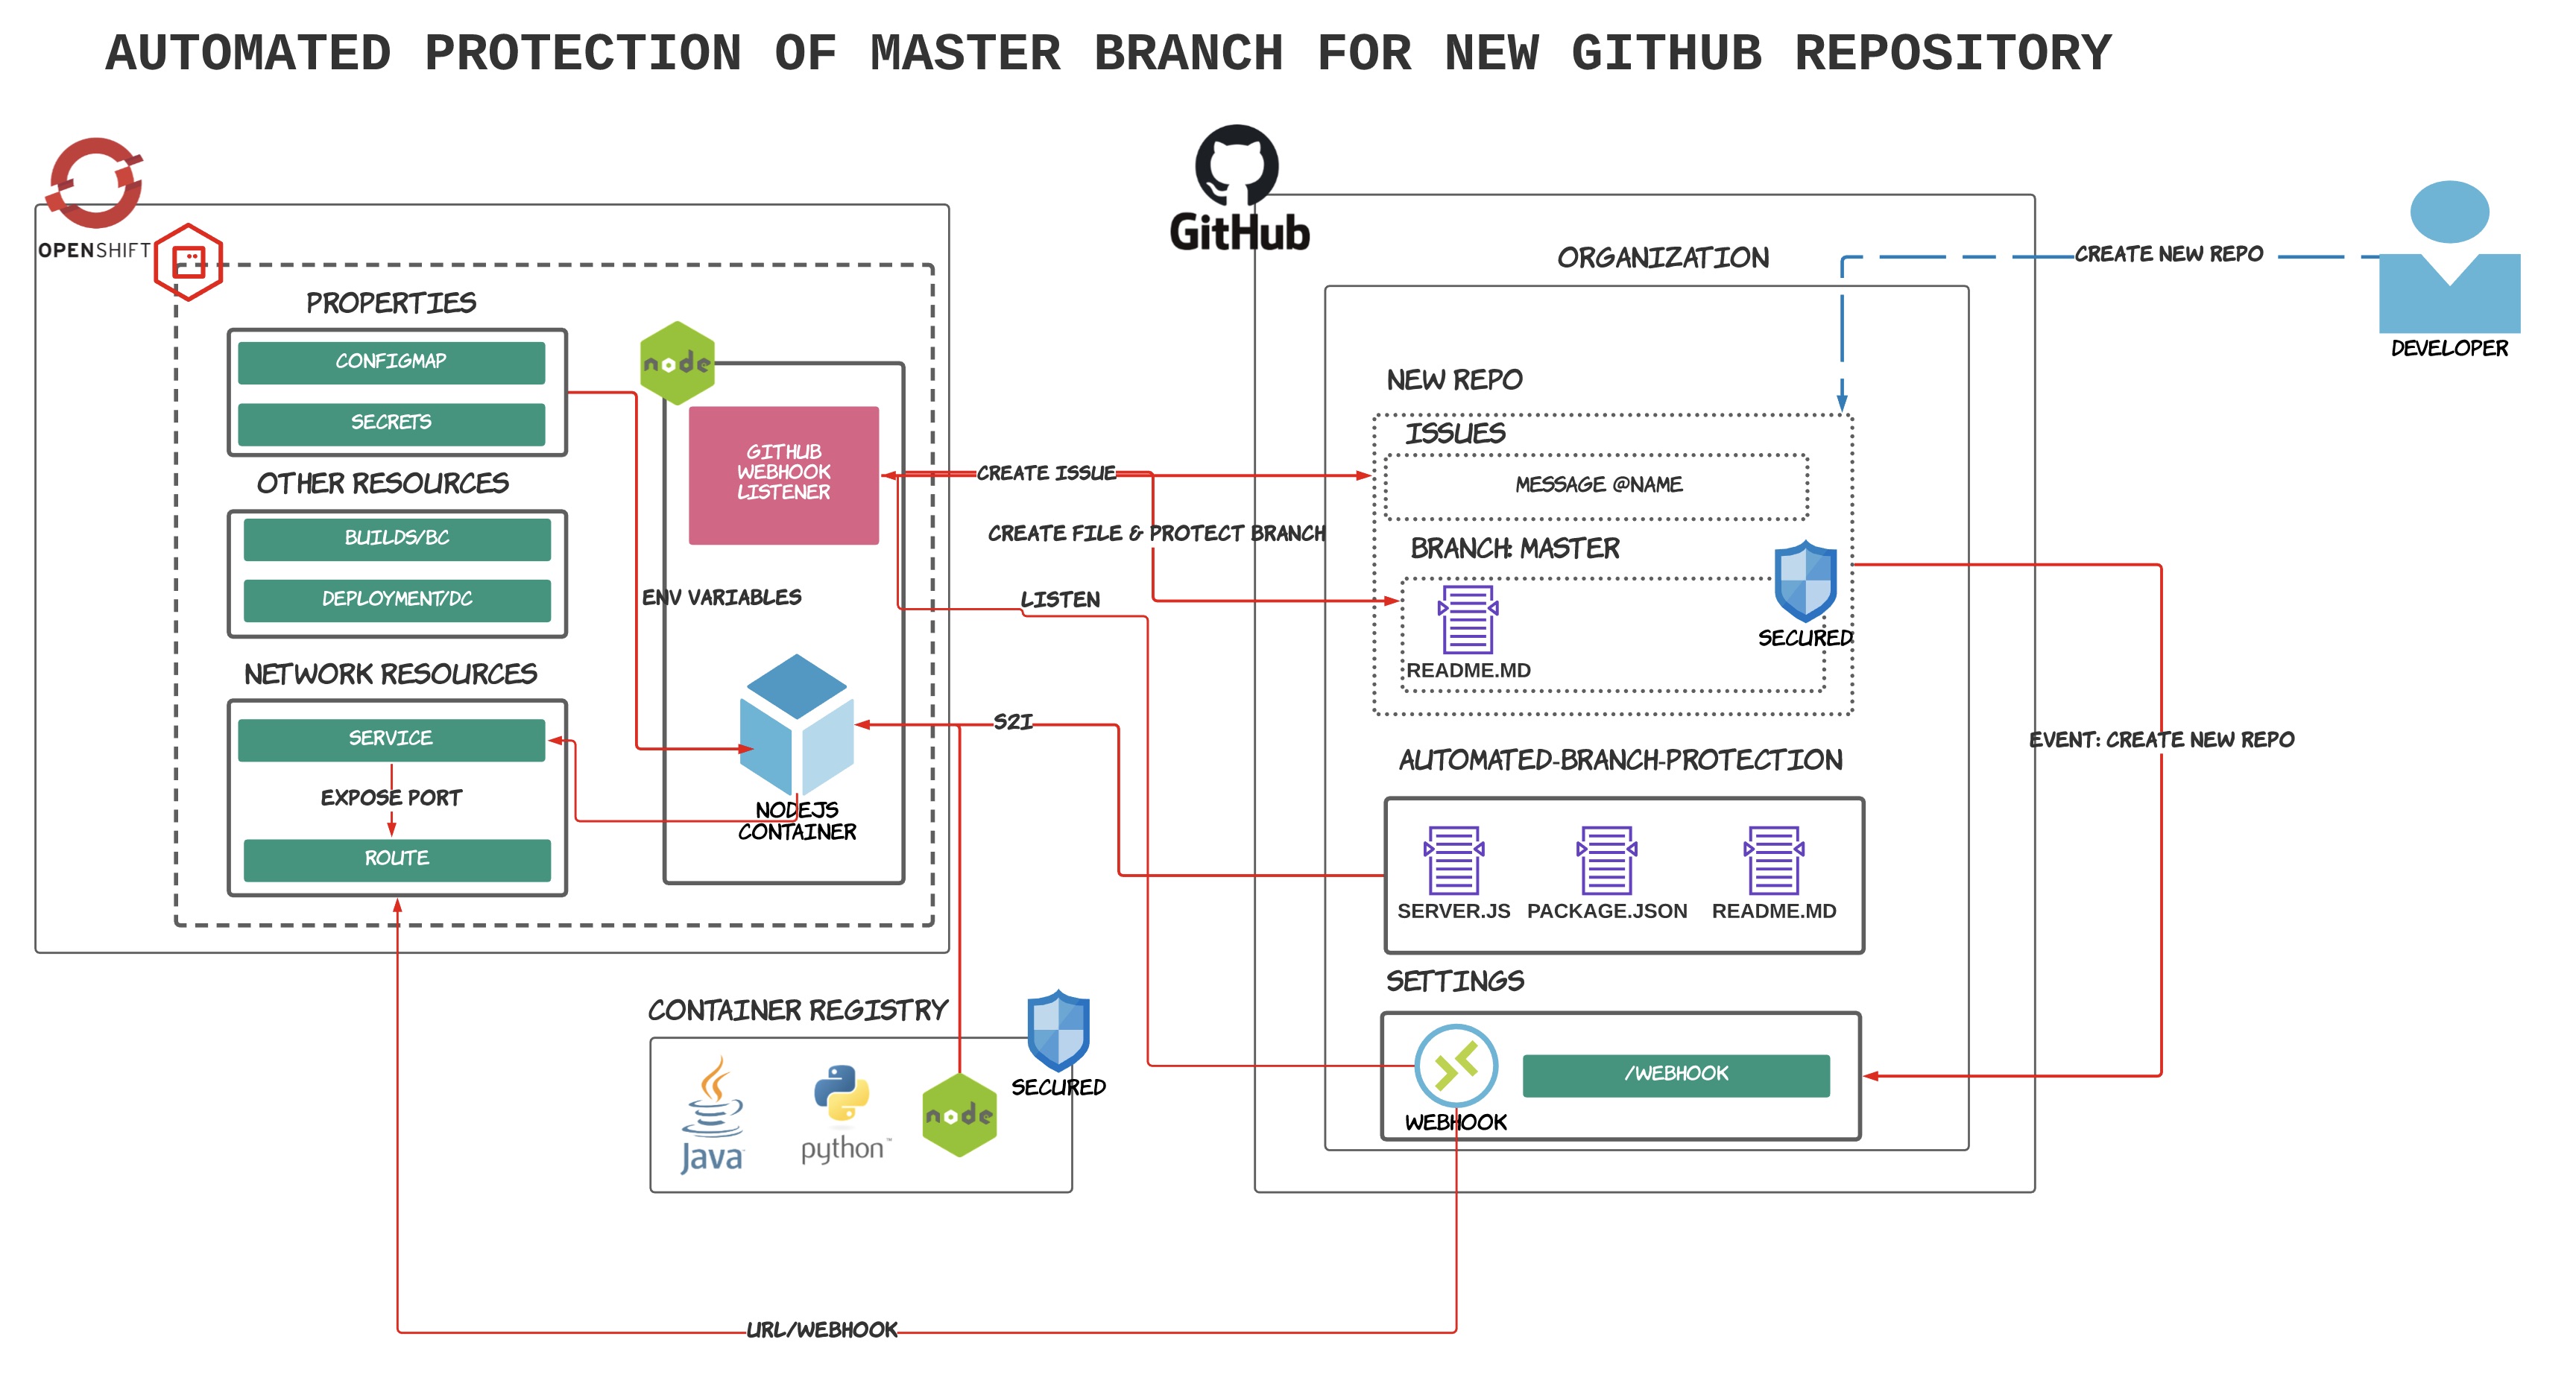 AUTOMATED PROTECTION OF MASTER BRANCH FOR NEW GITHUB REPOSITORY
OPENSHIFT
PROPERTIES
CONFIGMAP
SECRETS
OTHER RESOURCES
BUILDS/BC
DEPLOYMENT/DC
NETWORK RESOURCES
SERVICE
EXPOSE PORT
ROUTE
node
GITHUB
WEBHOOK
LISTENER
ENV VARIABLES
NODEJS
CONTAINER
CREATE ISSUE
CREATE FILE & PROTECT BRANCH
LISTEN
S2I
CONTAINER REGISTRY
Java
python™
node
SECURED
URL/WEBHOOK
GitHub
ORGANIZATION
NEW REPO
ISSUES
MESSAGE @NAME
BRANCH: MASTER
README.MD
SECURED
AUTOMATED-BRANCH-PROTECTION
SERVER.JS
PACKAGE.JSON
README.MD
SETTINGS
WEBHOOK
/WEBHOOK
CREATE NEW REPO
DEVELOPER
EVENT: CREATE NEW REPO